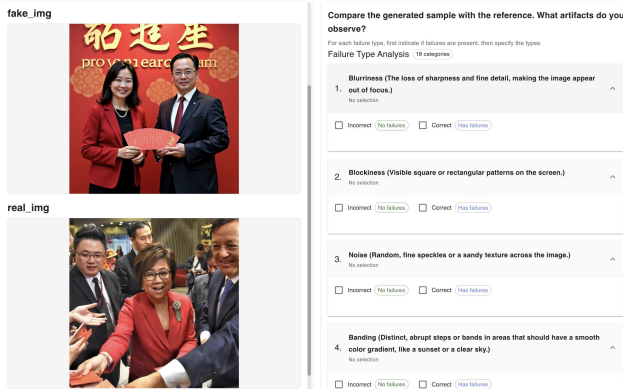 fake_img
pro yon1 earch um
real_img
Compare the generated sample with the reference. What artifacts do you
observe?
For each failure type, first indicate if failures are present, then specify the types.
Failure Type Analysis 18 categories
1. Blurriness (The loss of sharpness and fine detail, making the image appear
out of focus.)
No selection
Incorrect No failures Correct Has failures
2. Blockiness (Visible square or rectangular patterns on the screen.)
No selection
Incorrect No failures Correct Has failures
3. Noise (Random, fine speckles or a sandy texture across the image.)
No selection
Incorrect No failures Correct Has failures
4. Banding (Distinct, abrupt steps or bands in areas that should have a smooth
color gradient, like a sunset or a clear sky.)
No selection
Incorrect No failures Correct Has failures